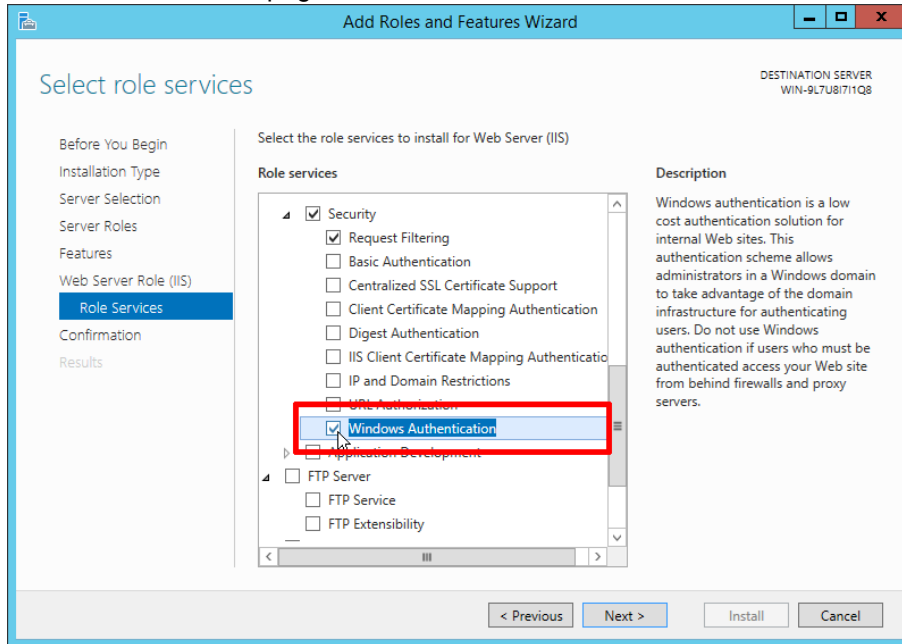 Add Roles and Features Wizard
Select role services
DESTINATION SERVER
WIN-9L7U8I7I1Q8
Before You Begin
Installation Type
Server Selection
Server Roles
Features
Web Server Role (IIS)
Role Services
Confirmation
Results
Select the role services to install for Web Server (IIS)
Role services
Security
Request Filtering
Basic Authentication
Centralized SSL Certificate Support
Client Certificate Mapping Authentication
Digest Authentication
IIS Client Certificate Mapping Authenticatio
IP and Domain Restrictions
URL Authorization
Windows Authentication
Application Development
FTP Server
FTP Service
FTP Extensibility
Description
Windows authentication is a low
cost authentication solution for
internal Web sites. This
authentication scheme allows
administrators in a Windows domain
to take advantage of the domain
infrastructure for authenticating
users. Do not use Windows
authentication if users who must be
authenticated access your Web site
from behind firewalls and proxy
servers.
< Previous
Next >
Install
Cancel